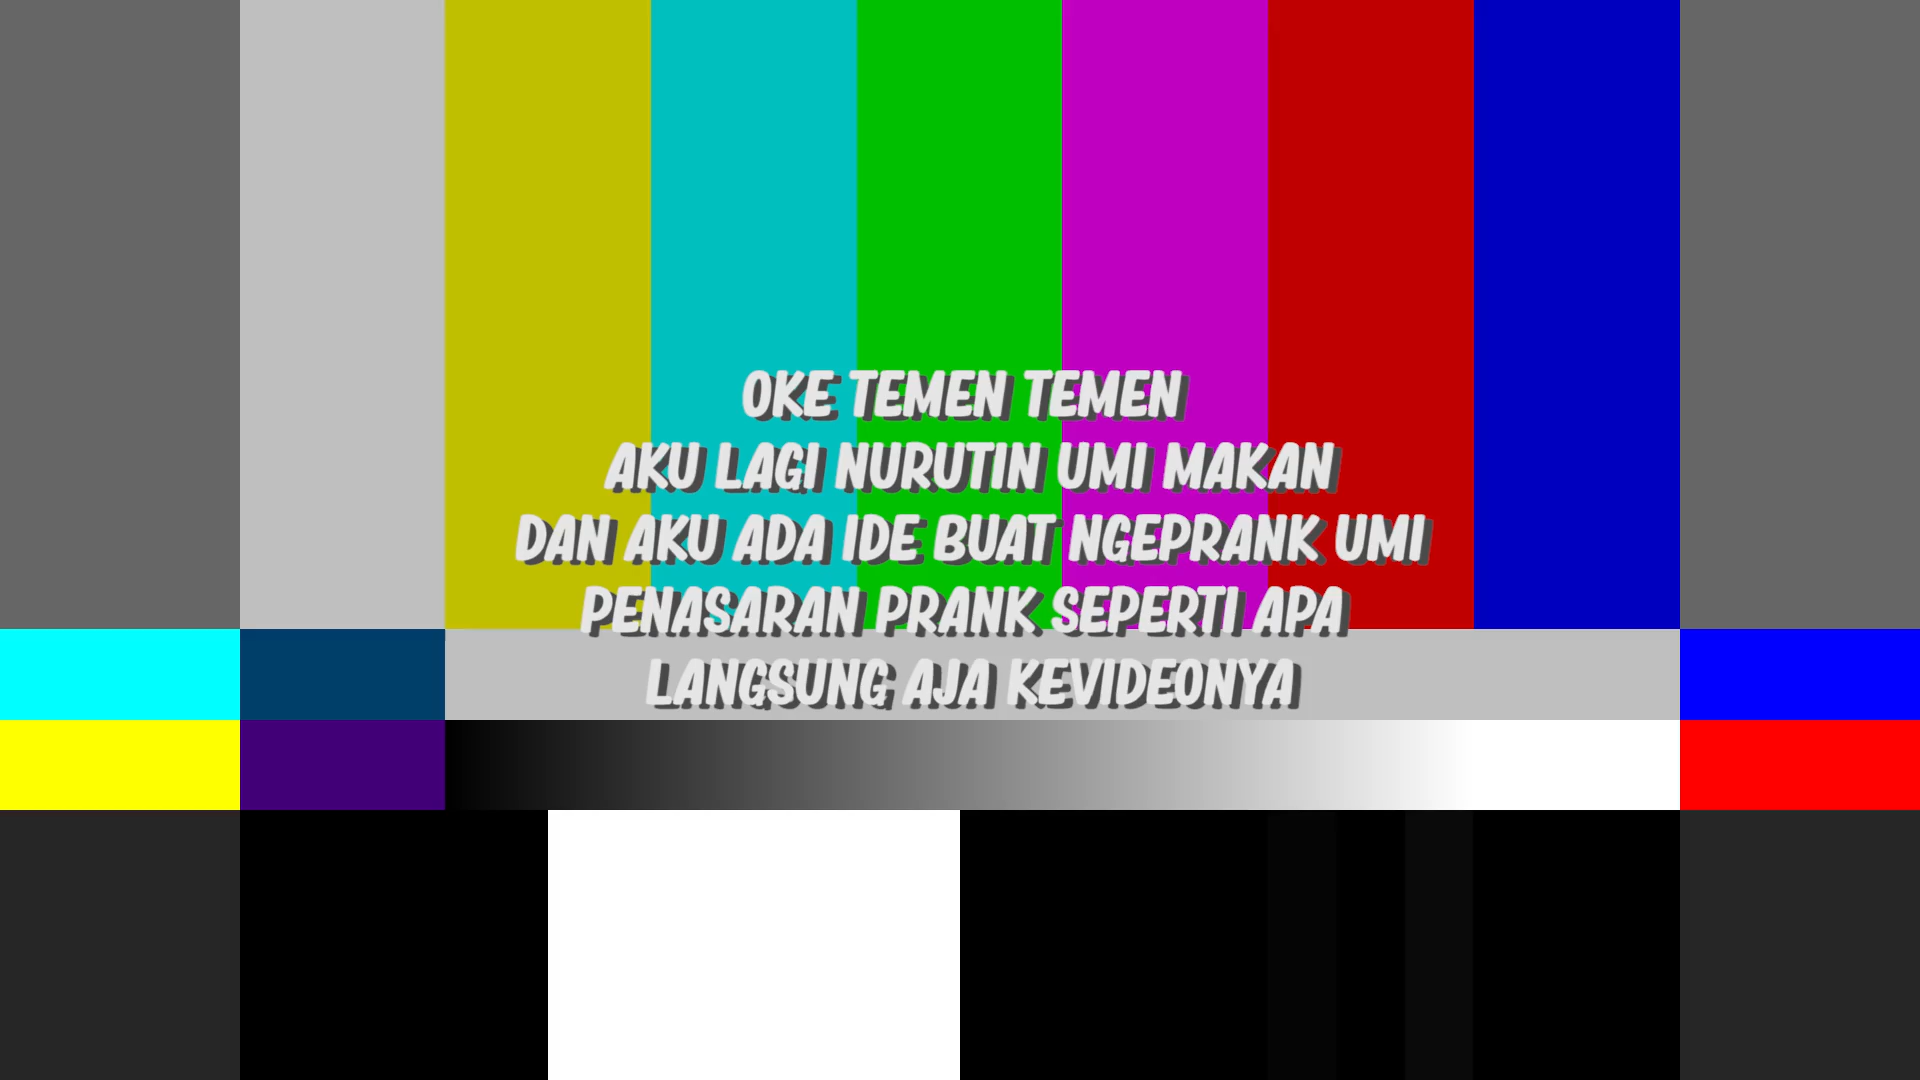 OKE TEMEN TEMEN
AKU LAGI NURUTIN UMI MAKAN
DAN AKU ADA IDE BUAT NGEPRANK UMI
PENASARAN PRANK SEPERTI APA
LANGSUNG AJA KEVIDEONYA